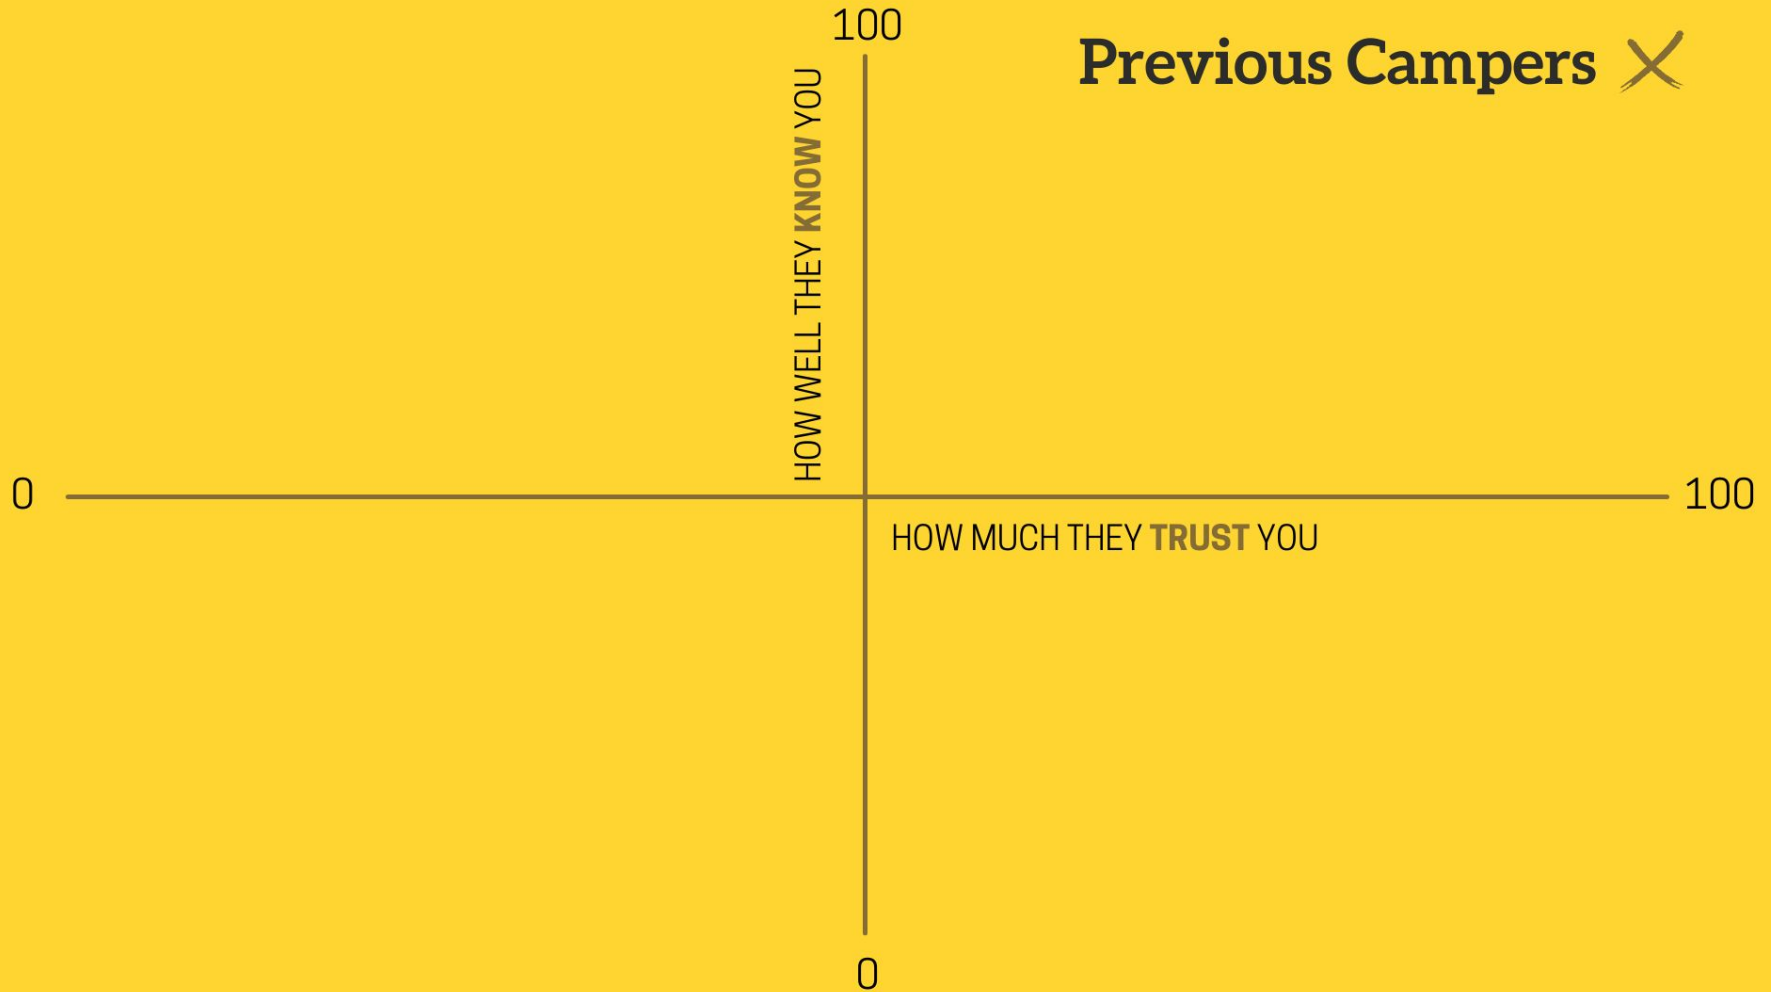 100
Previous Campers
HOW WELL THEY KNOW YOU
0
100
HOW MUCH THEY TRUST YOU
0